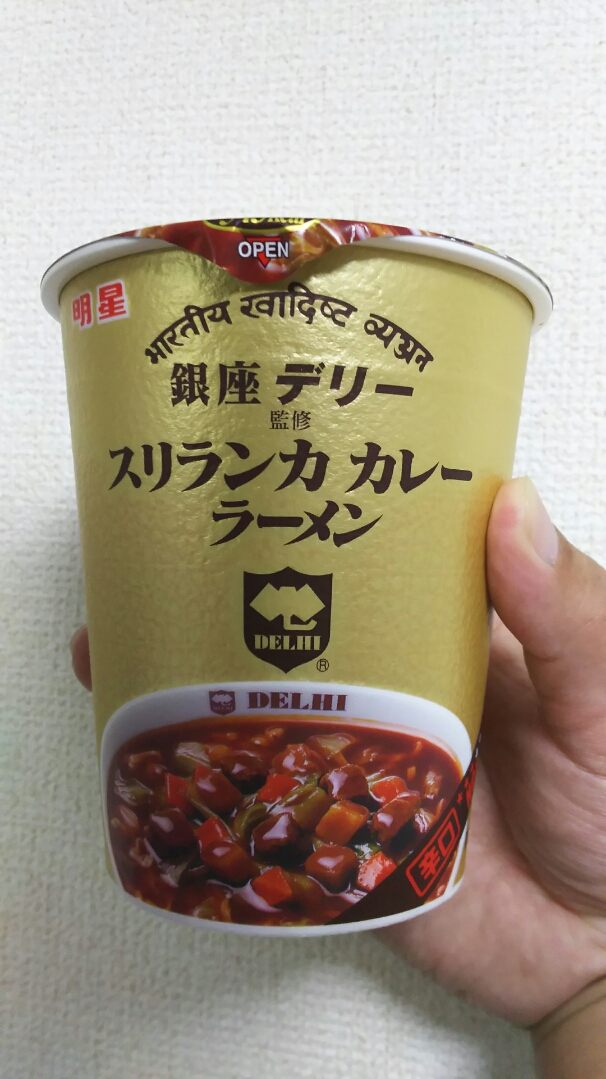 OPEN
明星
भारतीय स्वादिष्ट व्यञ्जन
銀座 デリー
監修
スリランカ カレー
ラーメン
DELHI
®
DELHI
辛口